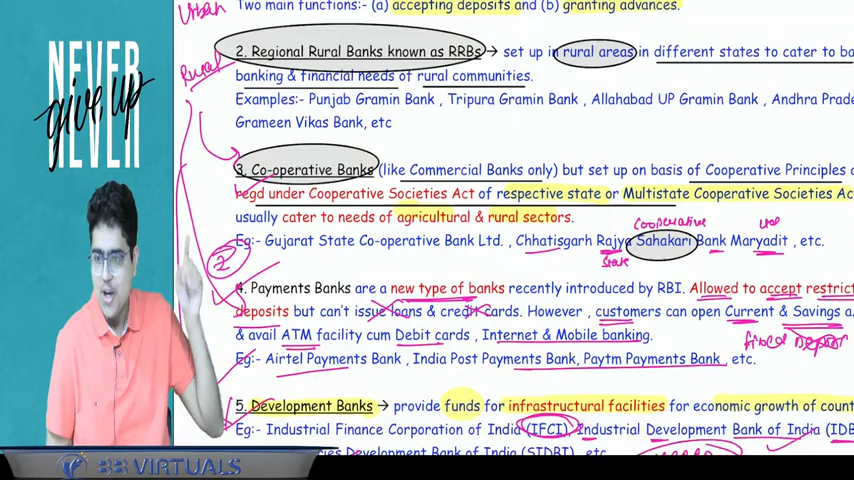 Two main functions:- (a) accepting deposits and (b) granting advances.
Urban
2. Regional Rural Banks known as RRBs → set up in rural areas in different states to cater to ba
Rural
banking & financial needs of rural communities.
Examples:- Punjab Gramin Bank , Tripura Gramin Bank , Allahabad UP Gramin Bank , Andhra Prade
Grameen Vikas Bank, etc
3. Co-operative Banks (like Commercial Banks only) but set up on basis of Cooperative Principles
Regd under Cooperative Societies Act of respective state or Multistate Cooperative Societies Ac
usually cater to needs of agricultural & rural sectors.
Cooperative
Ltd
Eg:- Gujarat State Co-operative Bank Ltd. , Chhatisgarh Rajya Sahakari Bank Maryadit , etc.
State
4. Payments Banks are a new type of banks recently introduced by RBI. Allowed to accept restrict
deposits but can't issue loans & credit cards. However , customers can open Current & Savings a
& avail ATM facility cum Debit cards , Internet & Mobile banking.
fixed Deposit
Eg:- Airtel Payments Bank , India Post Payments Bank, Paytm Payments Bank , etc.
5. Development Banks → provide funds for infrastructural facilities for economic growth of count
Eg:- Industrial Finance Corporation of India (IFCI), Industrial Development Bank of India (IDB
Development Bank of India (SIDBI) , etc
NEVER
give up
NEVER
BB VIRTUALS